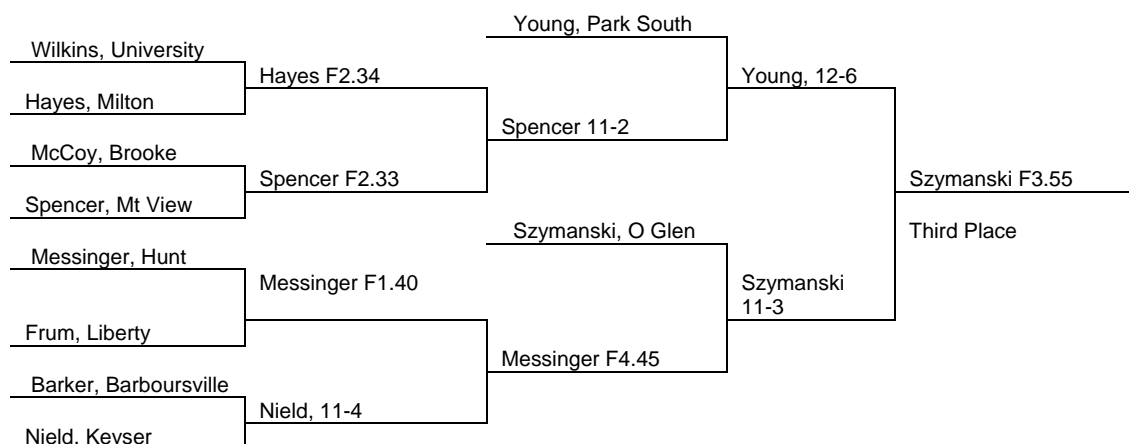 Young, Park South
Wilkins, University
Hayes F2.34
Young, 12-6
Hayes, Milton
Spencer 11-2
McCoy, Brooke
Spencer F2.33
Szymanski F3.55
Spencer, Mt View
Szymanski, O Glen
Third Place
Messinger, Hunt
Messinger F1.40
Szymanski
11-3
Frum, Liberty
Messinger F4.45
Barker, Barboursville
Nield, 11-4
Nield, Keyser